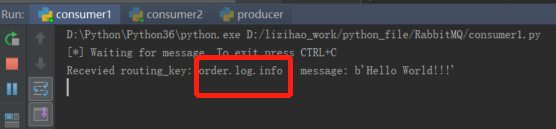 Run: consumer1 consumer2 producer
D:\Python\Python36\python.exe D:/lizihao_work/python_file/RabbitMQ/consumer1.py
[*] Waiting for message. To exit press CTRL+C
Recevied routing_key: order.log.info message: b'Hello World!!!'